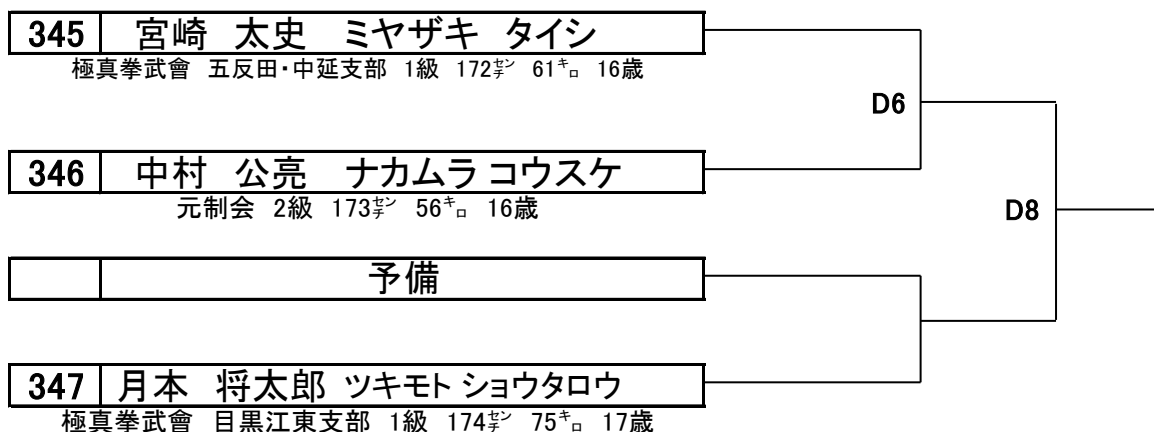 345 宮崎 太史 ミヤザキ タイシ
極真拳武會 五反田・中延支部 1級 172㌢ 61㌔ 16歳
D6
346 中村 公亮 ナカムラ コウスケ
元制会 2級 173㌢ 56㌔ 16歳
D8
予備
347 月本 将太郎 ツキモト ショウタロウ
極真拳武會 目黒江東支部 1級 174㌢ 75㌔ 17歳